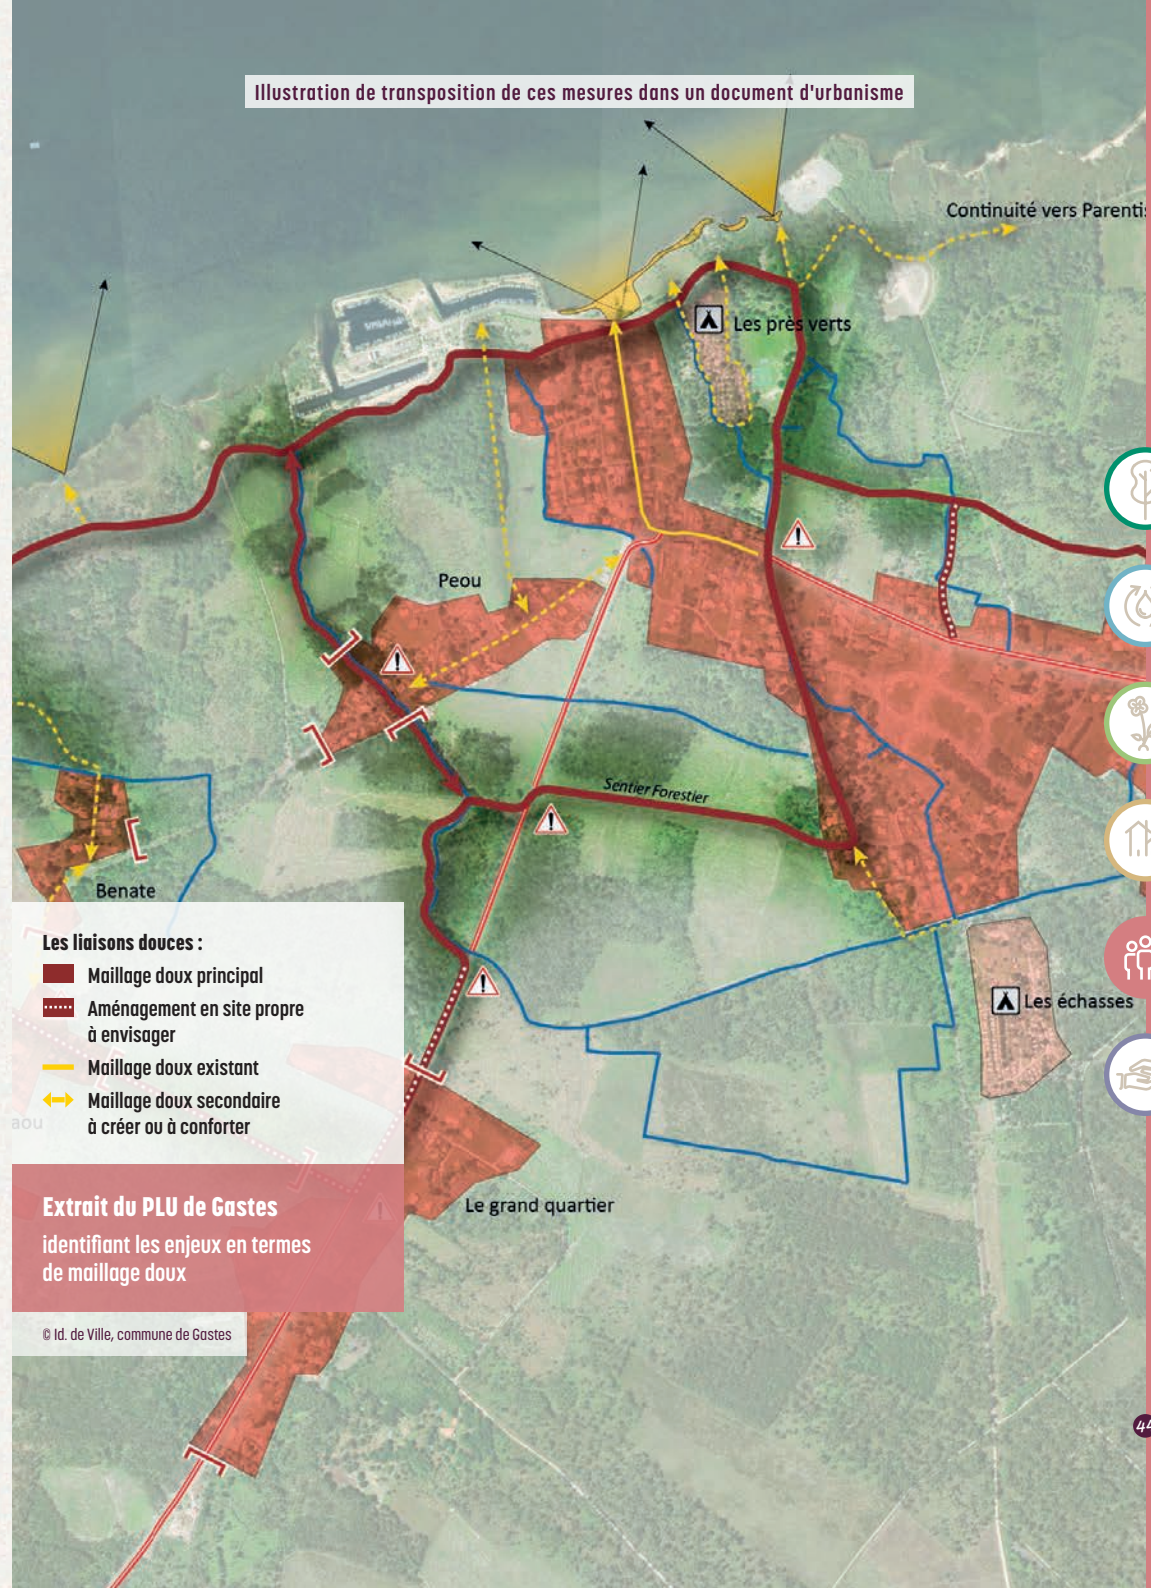 Illustration de transposition de ces mesures dans un document d'urbanisme
Continuité vers Parentis
Les près verts
Peou
Sentier Forestier
Benate
Les liaisons douces :
Maillage doux principal
Aménagement en site propre
à envisager
Maillage doux existant
Maillage doux secondaire
à créer ou à conforter
Les échasses
aou
Extrait du PLU de Gastes
identifiant les enjeux en termes
de maillage doux
Le grand quartier
© Id. de Ville, commune de Gastes
44